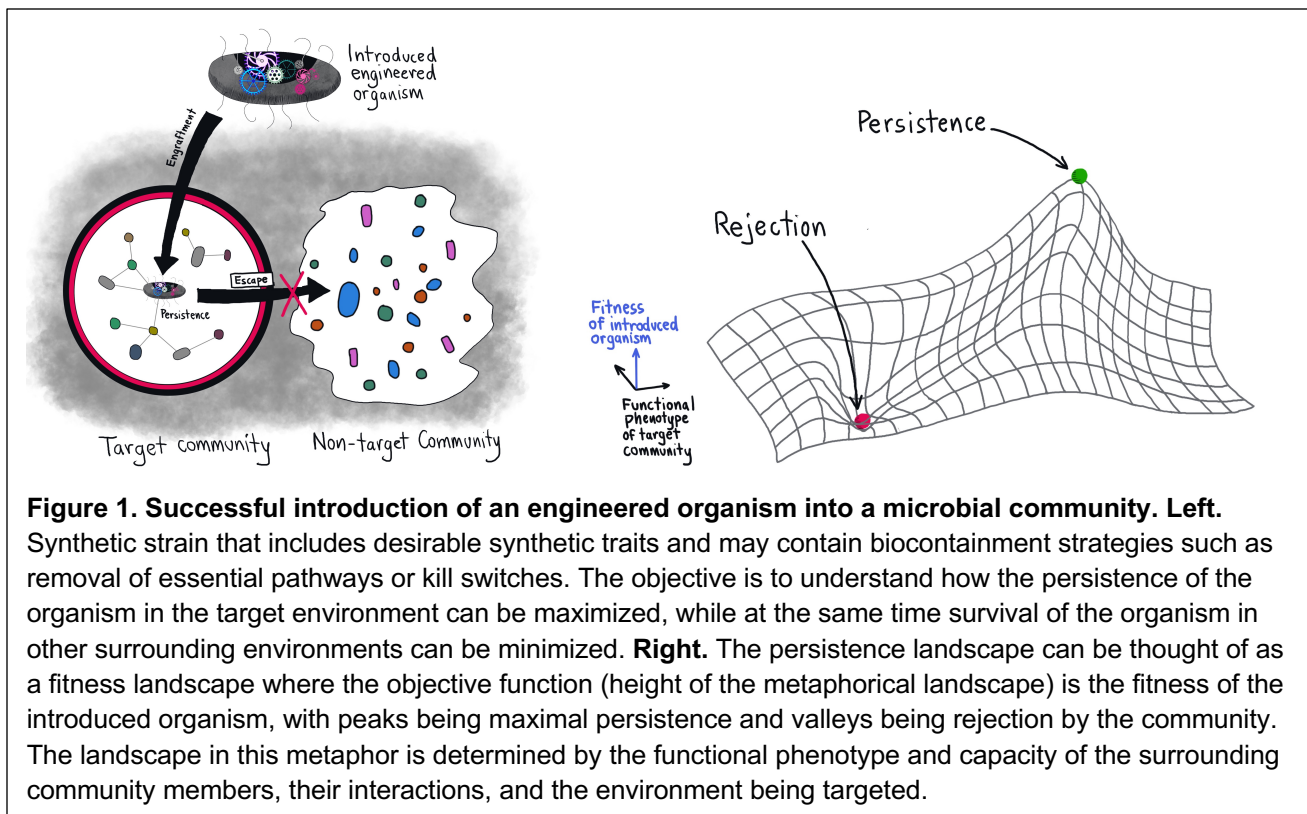 Introduced
engineered
organism
Engraftment
Escape
Persistence
Target community
Non-target Community
Persistence
Rejection
Fitness
of introduced
organism
Functional
phenotype
of target
community
Figure 1. Successful introduction of an engineered organism into a microbial community. Left.
Synthetic strain that includes desirable synthetic traits and may contain biocontainment strategies such as
removal of essential pathways or kill switches. The objective is to understand how the persistence of the
organism in the target environment can be maximized, while at the same time survival of the organism in
other surrounding environments can be minimized. Right. The persistence landscape can be thought of as
a fitness landscape where the objective function (height of the metaphorical landscape) is the fitness of the
introduced organism, with peaks being maximal persistence and valleys being rejection by the community.
The landscape in this metaphor is determined by the functional phenotype and capacity of the surrounding
community members, their interactions, and the environment being targeted.